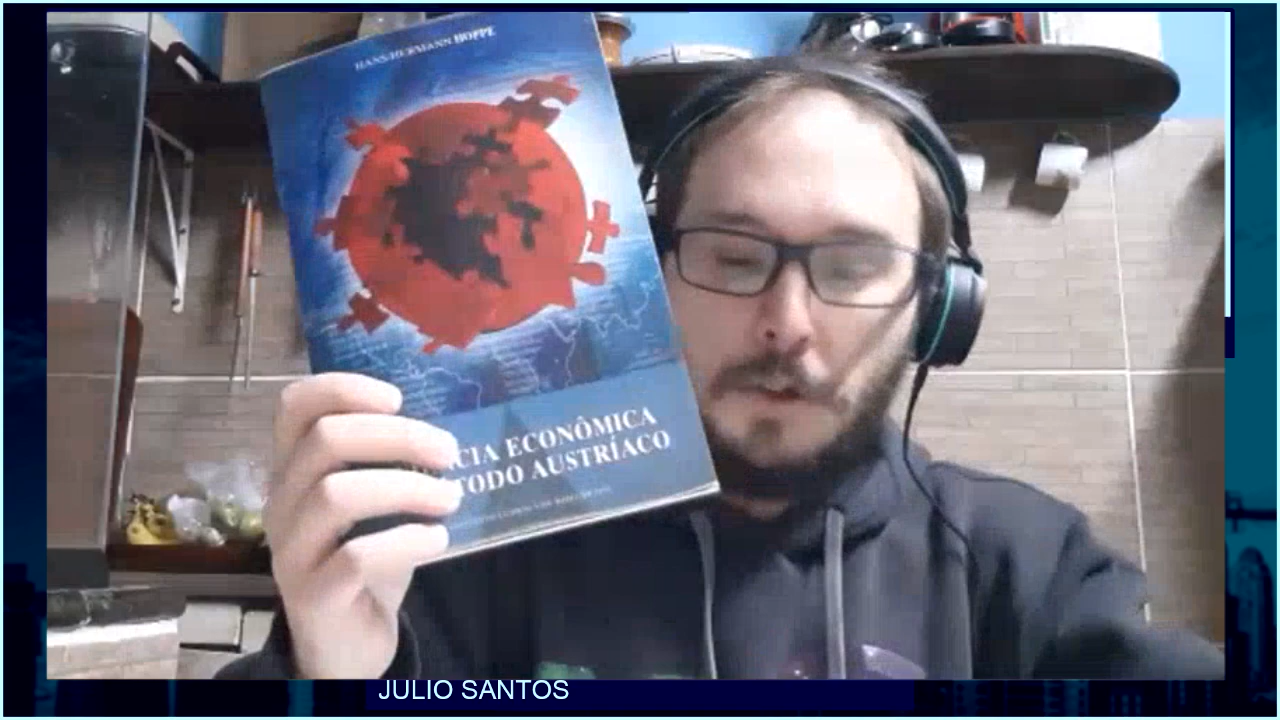 HANS-HERMANN HOPPE
CIA ECONÔMICA
TODO AUSTRÍACO
JULIO SANTOS